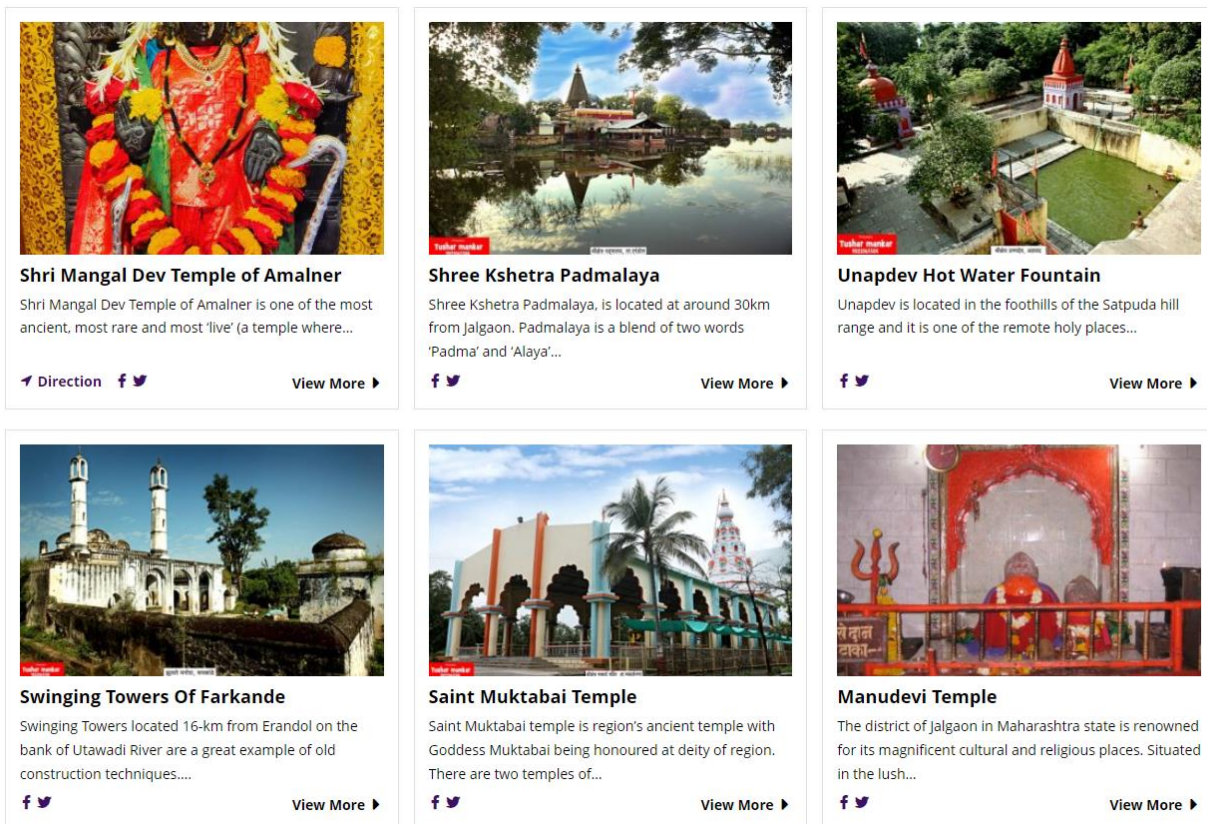 Tushar mankar
Tushar mankar
Shri Mangal Dev Temple of Amalner
Shree Kshetra Padmalaya
Unapdev Hot Water Fountain
Shri Mangal Dev Temple of Amalner is one of the most
ancient, most rare and most ‘live’ (a temple where...
Shree Kshetra Padmalaya, is located at around 30km
from Jalgaon. Padmalaya is a blend of two words
‘Padma’ and ‘Alaya’...
Unapdev is located in the foothills of the Satpuda hill
range and it is one of the remote holy places...
Direction
View More
View More
View More
Tushar mankar
Tushar mankar
Swinging Towers Of Farkande
Saint Muktabai Temple
Manudevi Temple
Swinging Towers located 16-km from Erandol on the
bank of Utawadi River are a great example of old
construction techniques....
Saint Muktabai temple is region’s ancient temple with
Goddess Muktabai being honoured at deity of region.
There are two temples of...
The district of Jalgaon in Maharashtra state is renowned
for its magnificent cultural and religious places. Situated
in the lush...
View More
View More
View More